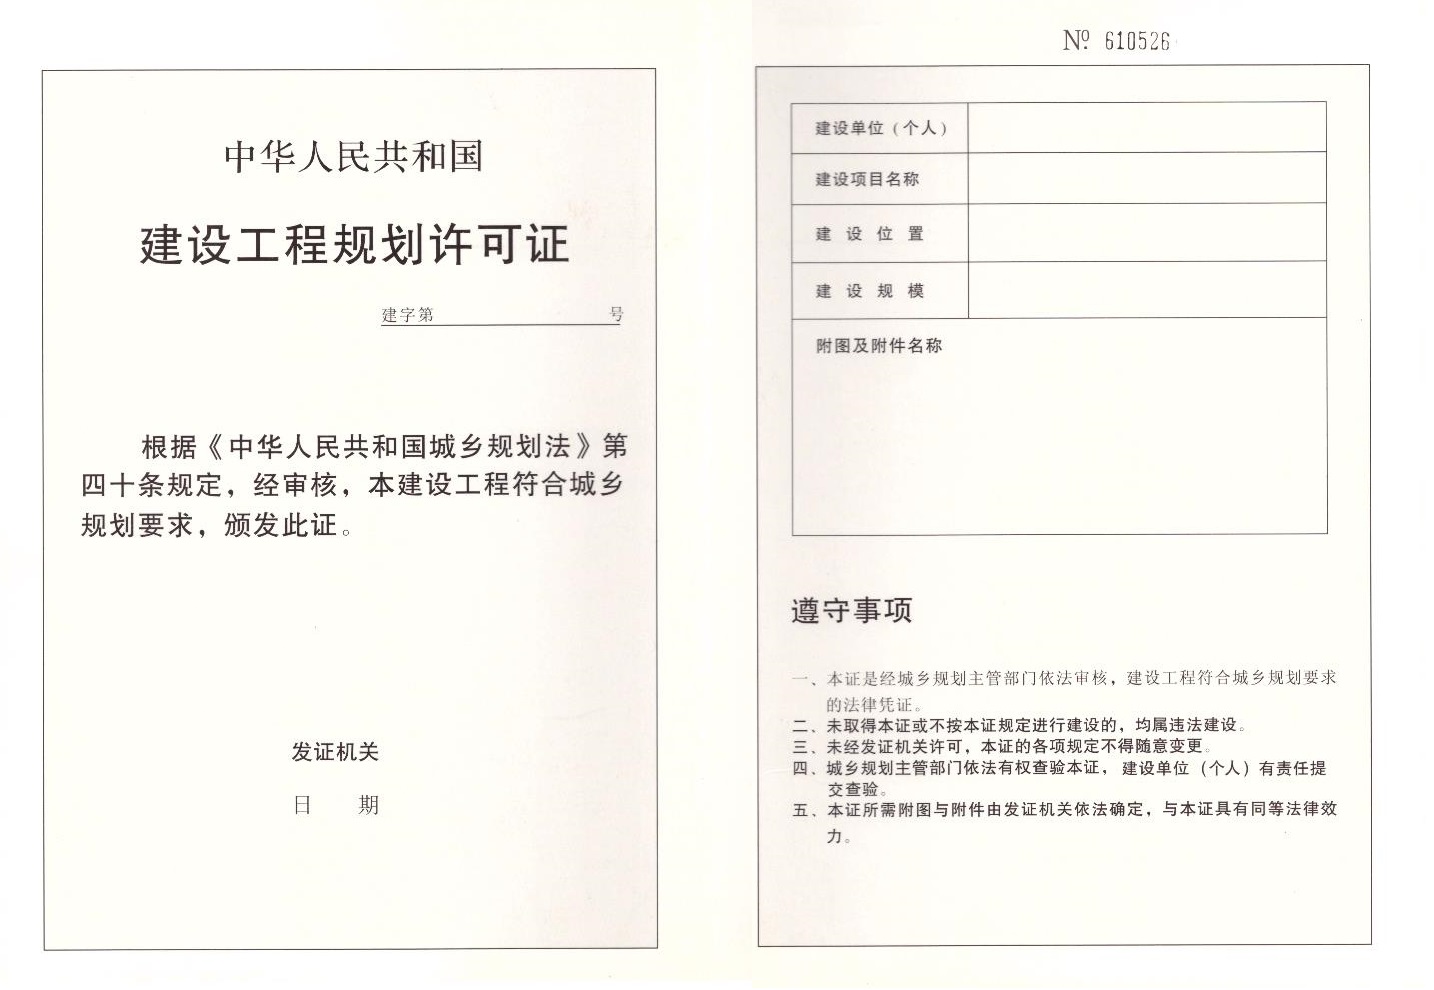 中华人民共和国
建设工程规划许可证
建字第 号
根据《中华人民共和国城乡规划法》第
四十条规定，经审核，本建设工程符合城乡
规划要求，颁发此证。
发证机关
日 期
Nº 610526
建设单位（个人）
建设项目名称
建设位置
建设规模
附图及附件名称
遵守事项
一、本证是经城乡规划主管部门依法审核，建设工程符合城乡规划要求
的法律凭证。
二、未取得本证或不按本证规定进行建设的，均属违法建设。
三、未经发证机关许可，本证的各项规定不得随意变更。
四、城乡规划主管部门依法有权查验本证，建设单位（个人）有责任提
交查验。
五、本证所需附图与附件由发证机关依法确定，与本证具有同等法律效
力。